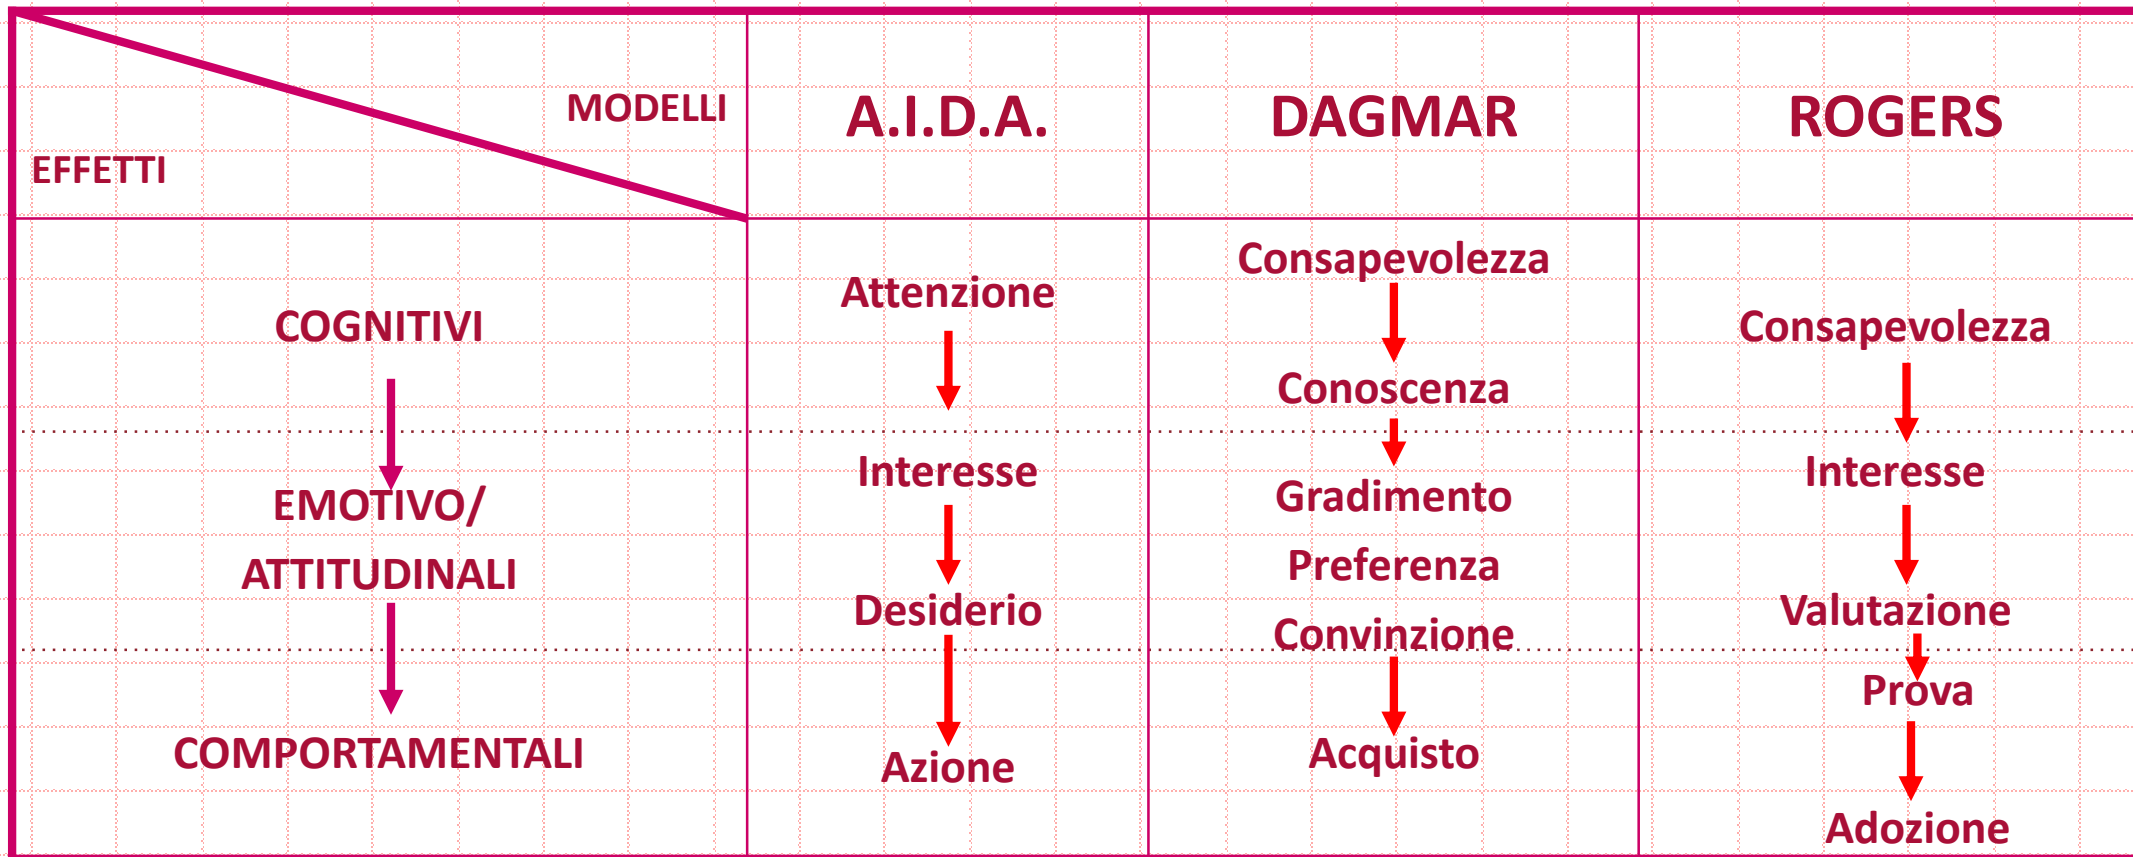 MODELLI
EFFETTI
A.I.D.A.
DAGMAR
ROGERS
COGNITIVI
EMOTIVO/
ATTITUDINALI
COMPORTAMENTALI
Attenzione
Interesse
Desiderio
Azione
Consapevolezza
Conoscenza
Gradimento
Preferenza
Convinzione
Acquisto
Consapevolezza
Interesse
Valutazione
Prova
Adozione